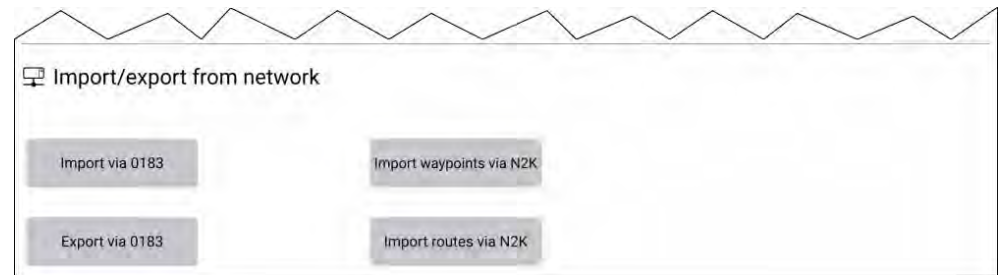 Import/export from network
Import via 0183
Import waypoints via N2K
Export via 0183
Import routes via N2K